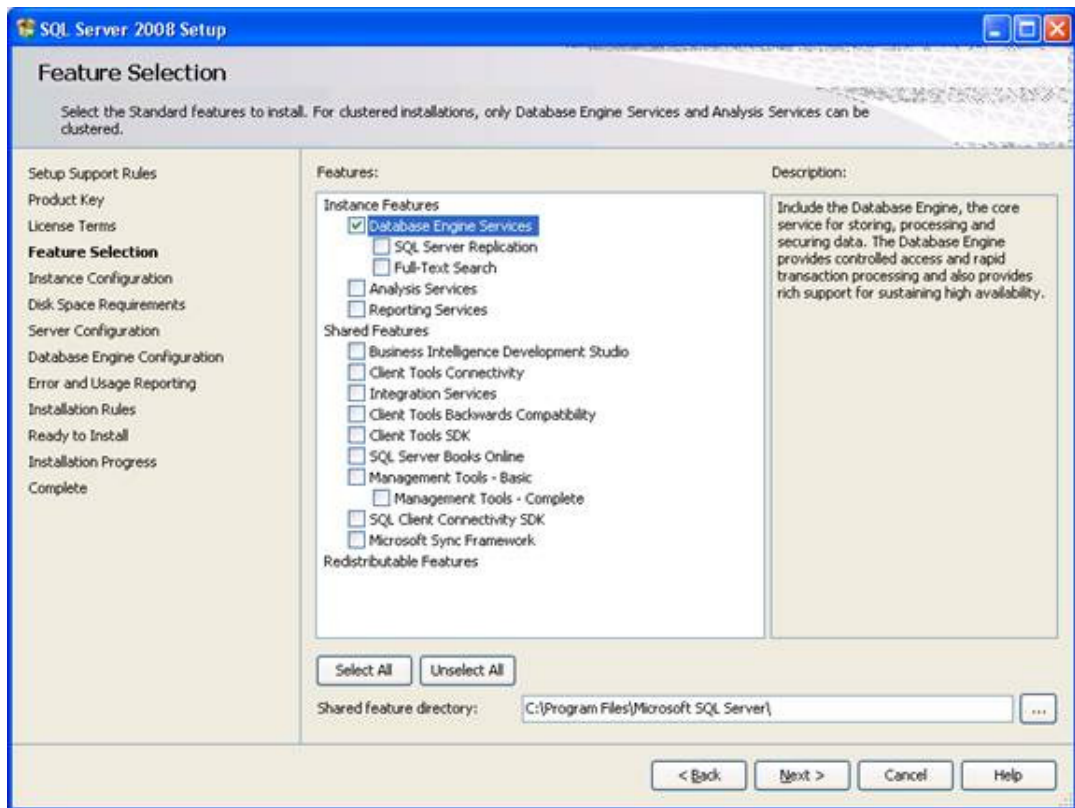 SQL Server 2008 Setup
Feature Selection
Select the Standard features to install. For clustered installations, only Database Engine Services and Analysis Services can be
clustered.
Setup Support Rules
Product Key
License Terms
Feature Selection
Instance Configuration
Disk Space Requirements
Server Configuration
Database Engine Configuration
Error and Usage Reporting
Installation Rules
Ready to Install
Installation Progress
Complete
Features:
Instance Features
Database Engine Services
SQL Server Replication
Full-Text Search
Analysis Services
Reporting Services
Shared Features
Business Intelligence Development Studio
Client Tools Connectivity
Integration Services
Client Tools Backwards Compatibility
Client Tools SDK
SQL Server Books Online
Management Tools - Basic
Management Tools - Complete
SQL Client Connectivity SDK
Microsoft Sync Framework
Redistributable Features
Description:
Include the Database Engine, the core
service for storing, processing and
securing data. The Database Engine
provides controlled access and rapid
transaction processing and also provides
rich support for sustaining high availability.
Select All
Unselect All
Shared feature directory:
C:\Program Files\Microsoft SQL Server\
...
< Back
Next >
Cancel
Help